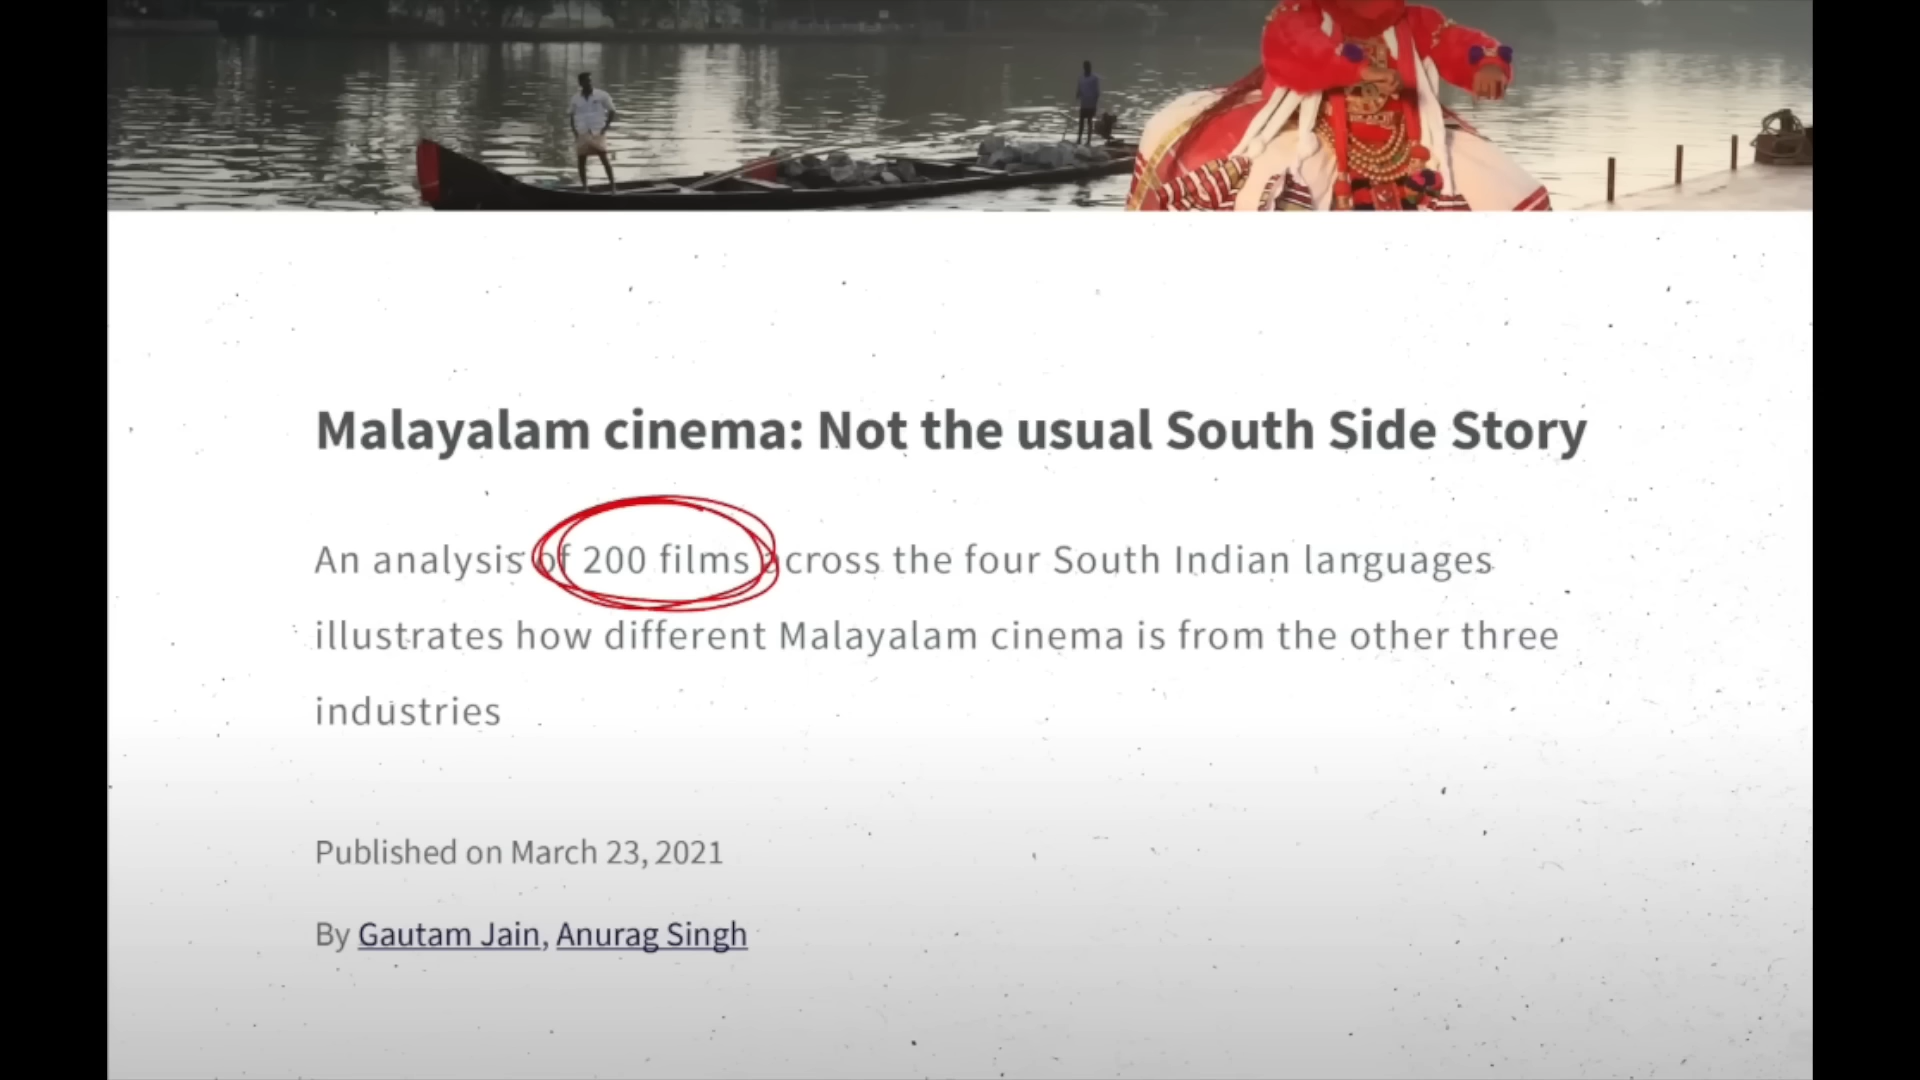 Malayalam cinema: Not the usual South Side Story
An analysis of 200 films across the four South Indian languages
illustrates how different Malayalam cinema is from the other three
industries
Published on March 23, 2021
By Gautam Jain, Anurag Singh